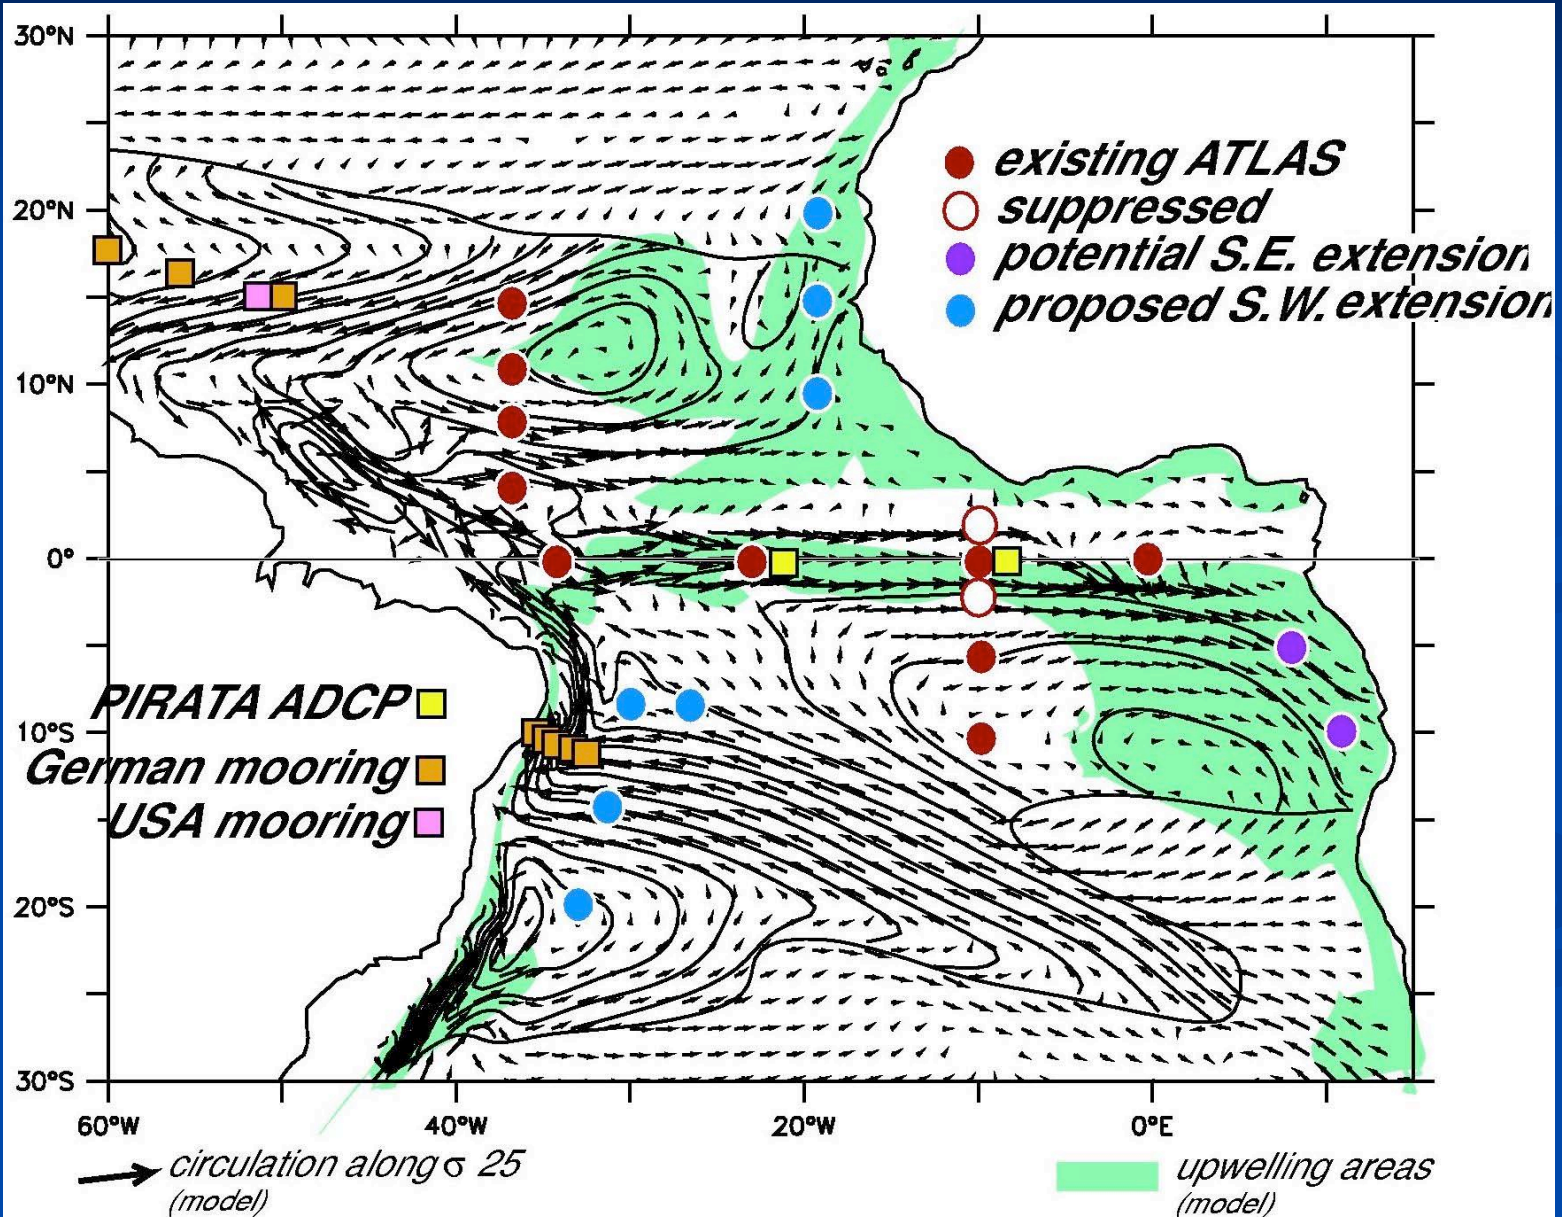 30°N
existing ATLAS
suppressed
20°N
potential S.E. extension
proposed S.W. extension
10°N
0°
PIRATA ADCP
10°S
German mooring
USA mooring
20°S
30°S
60°W 40°W 20°W 0°E
circulation along σ 25
(model)
upwelling areas
(model)